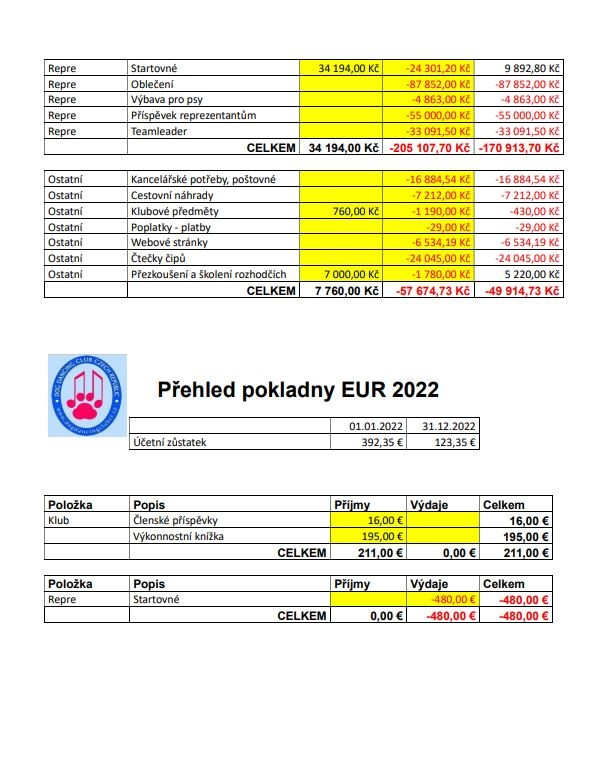 Repre Startovné 34 194,00 Kč -24 301,20 Kč 9 892,80 Kč
Repre Oblečení -87 852,00 Kč -87 852,00 Kč
Repre Výbava pro psy -4 863,00 Kč -4 863,00 Kč
Repre Příspěvek reprezentantům -55 000,00 Kč -55 000,00 Kč
Repre Teamleader -33 091,50 Kč -33 091,50 Kč
CELKEM 34 194,00 Kč -205 107,70 Kč -170 913,70 Kč
Ostatní Kancelářské potřeby, poštovné -16 884,54 Kč -16 884,54 Kč
Ostatní Cestovní náhrady -7 212,00 Kč -7 212,00 Kč
Ostatní Klubové předměty 760,00 Kč -1 190,00 Kč -430,00 Kč
Ostatní Poplatky - platby -29,00 Kč -29,00 Kč
Ostatní Webové stránky -6 534,19 Kč -6 534,19 Kč
Ostatní Čtečky čipů -24 045,00 Kč -24 045,00 Kč
Ostatní Přezkoušení a školení rozhodčích 7 000,00 Kč -1 780,00 Kč 5 220,00 Kč
CELKEM 7 760,00 Kč -57 674,73 Kč -49 914,73 Kč
DOG DANCING CLUB CZECH REPUBLIC
Přehled pokladny EUR 2022
01.01.2022 31.12.2022
Účetní zůstatek 392,35 € 123,35 €
Položka Popis Příjmy Výdaje Celkem
Klub Členské příspěvky 16,00 € 16,00 €
Výkonnostní knížka 195,00 € 195,00 €
CELKEM 211,00 € 0,00 € 211,00 €
Položka Popis Příjmy Výdaje Celkem
Repre Startovné -480,00 € -480,00 €
CELKEM 0,00 € -480,00 € -480,00 €